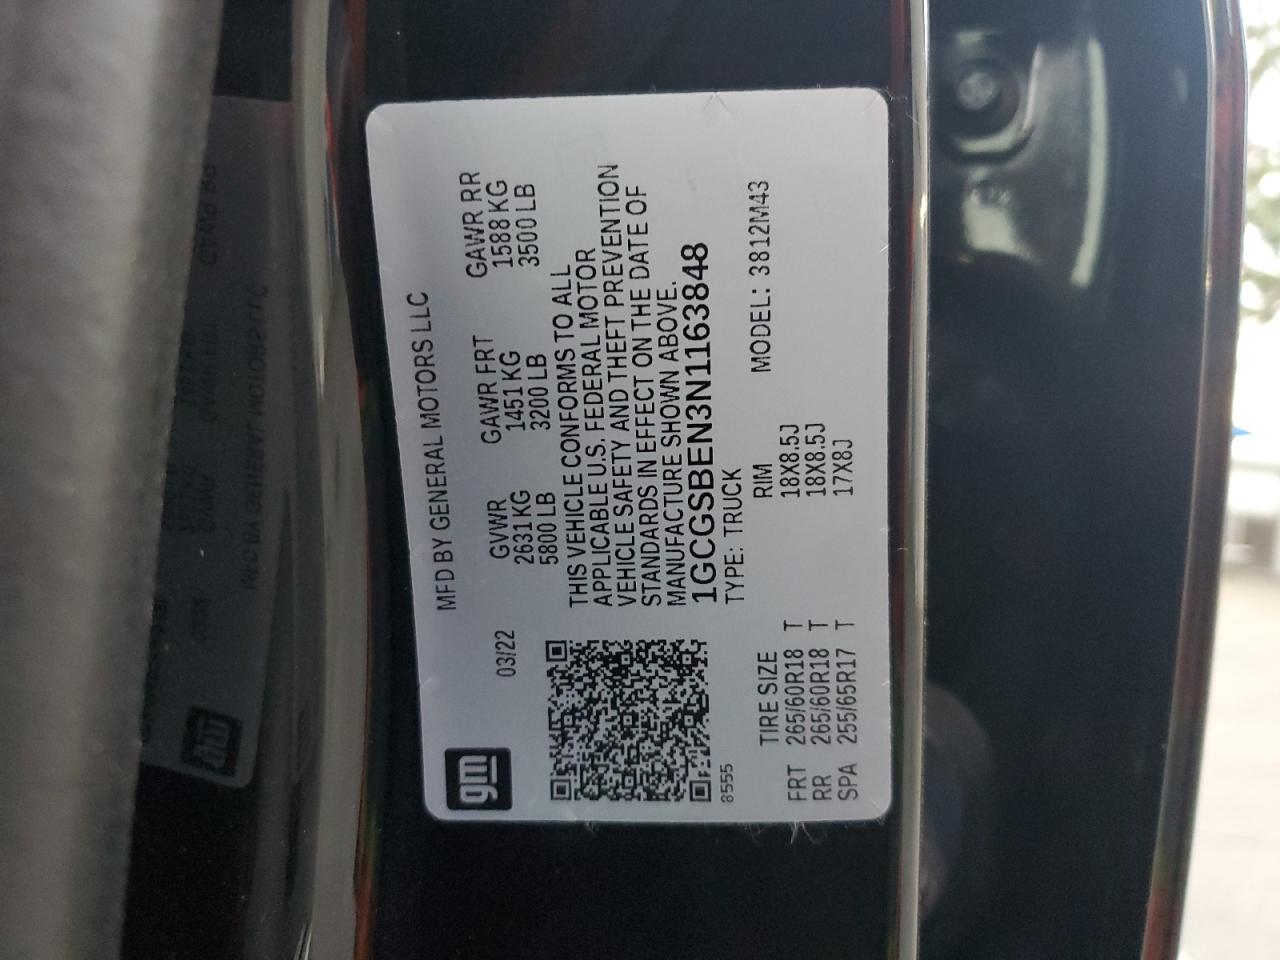 gm
MFD BY GENERAL MOTORS LLC
03/22
GVWR GAWR FRT GAWR RR
2631 KG 1451 KG 1588 KG
5800 LB 3200 LB 3500 LB
THIS VEHICLE CONFORMS TO ALL
APPLICABLE U.S. FEDERAL MOTOR
VEHICLE SAFETY AND THEFT PREVENTION
STANDARDS IN EFFECT ON THE DATE OF
MANUFACTURE SHOWN ABOVE.
1GCGSBEN3N1163848
8555 TYPE: TRUCK MODEL: 3812M43
TIRE SIZE RIM
FRT 265/60R18 T 18X8.5J
RR 265/60R18 T 18X8.5J
SPA 255/65R17 T 17X8J